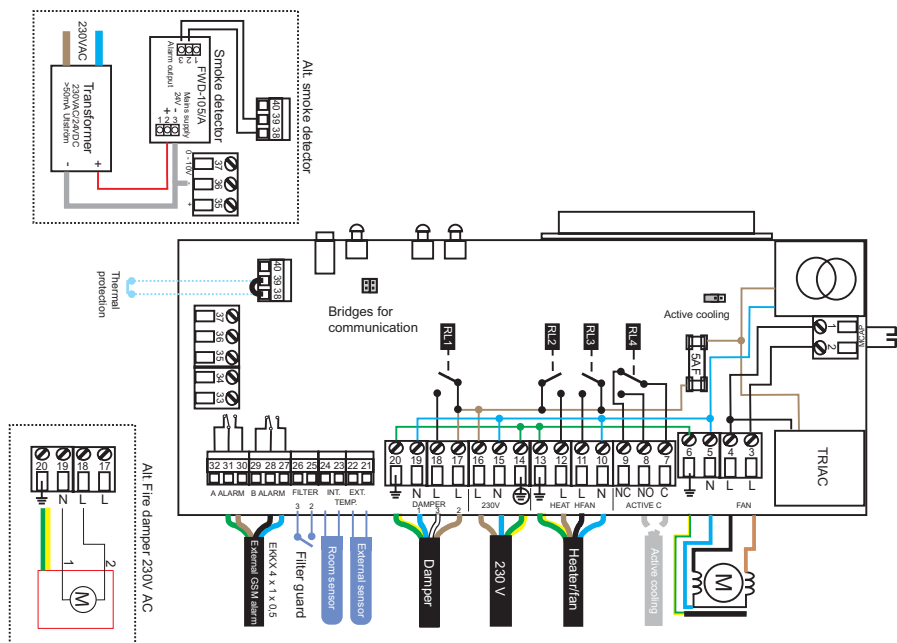 230VAC
Transformer
230VAC/24VDC
>50mA Utström
- +
Alarm output
3 2 1
FWD-105/A
Smoke detector
Mains supply
24V
+ -
1 2 3
40 39 38
0 - 10V
37
36
35
-
+
Alt. smoke detector
Thermal
protection
40 39 38
Bridges for
communication
Active cooling
RL1
RL2
RL3
RL4
5AF
MCAP
1
2
TRIAC
37
36
35
34
33
32 31 30 29 28 27 26 25 24 23 22 21
A ALARM B ALARM FILTER INT. EXT.
TEMP.
20 19 18 17 16 15 14 13 12 11 10 9 8 7 6 5 4 3
N L L L N L L N NC NO C N L L
DAMPER 230V HEAT HFAN ACTIVE C FAN
3 2
1 3 2
External GSM alarm
EKKX 4 x 1 x 0,5
Filter guard
Room sensor
External sensor
Damper
230 V
Heater/fan
Active cooling
M
20 19 18 17
N L L
1 2
M
Alt. Fire damper 230V AC